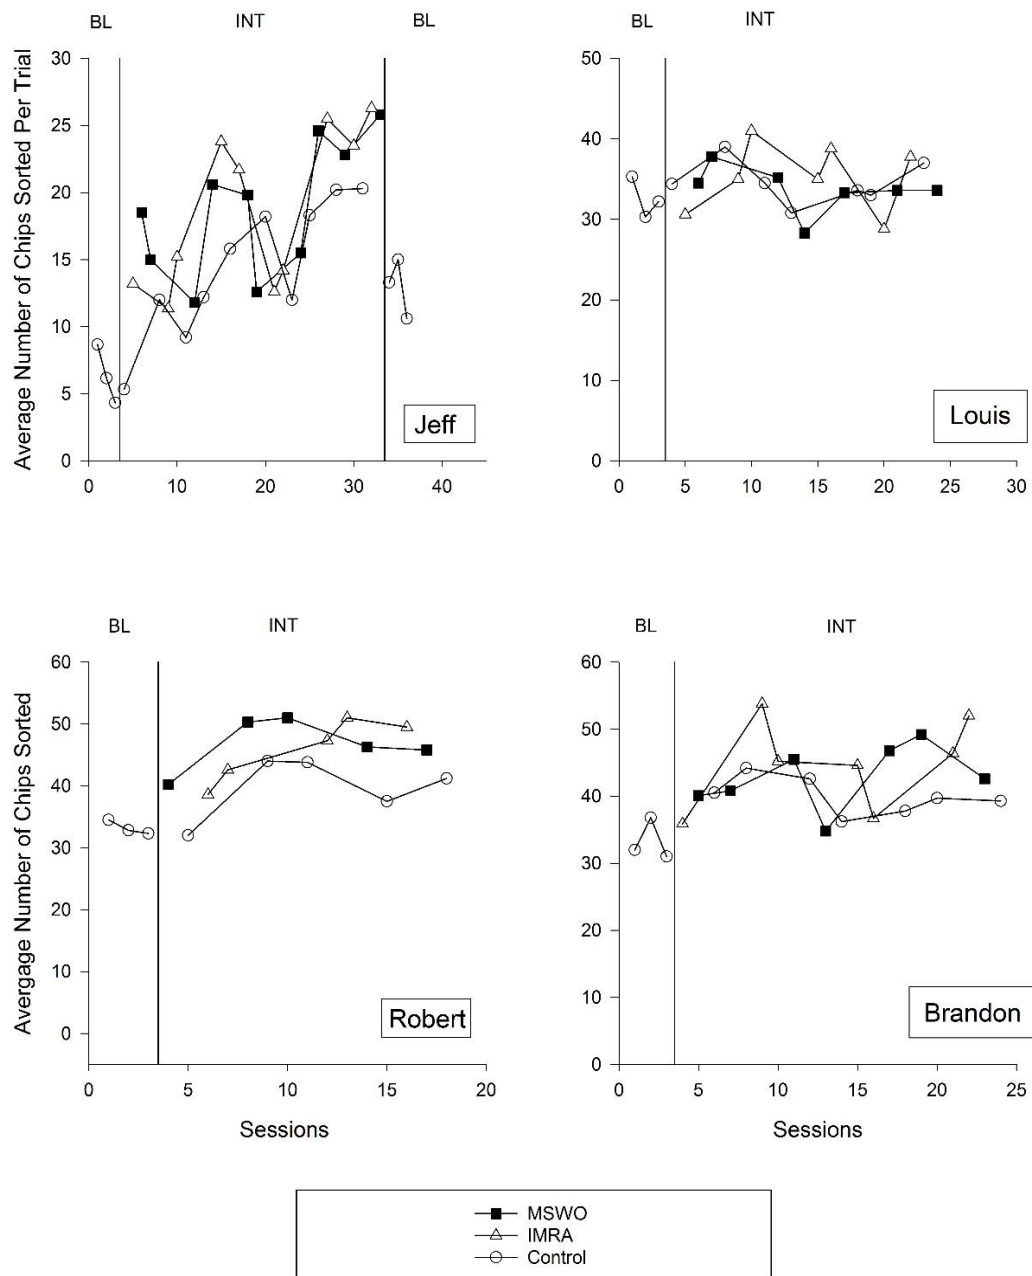 BL INT BL
BL INT
Average Number of Chips Sorted Per Trial
30
25
20
15
10
5
0
0 10 20 30 40
Jeff
50
40
30
20
10
0
0 5 10 15 20 25 30
Louis
BL INT
BL INT
Avergage Number of Chips Sorted
60
50
40
30
20
10
0
0 5 10 15 20
Robert
Sessions
60
50
40
30
20
10
0
0 5 10 15 20 25
Brandon
Sessions
MSWO
IMRA
Control